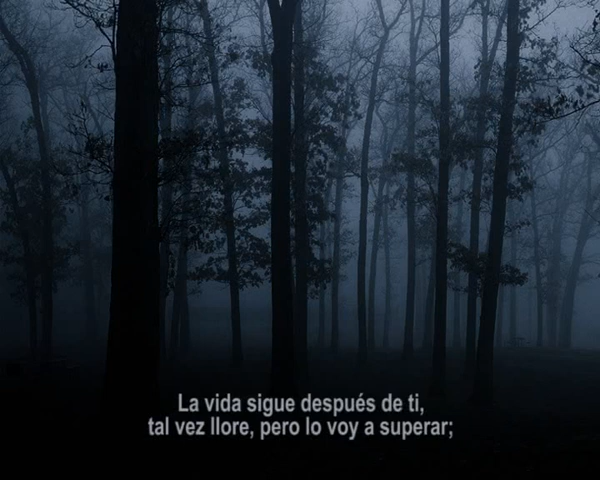 La vida sigue después de ti,
tal vez llore, pero lo voy a superar;